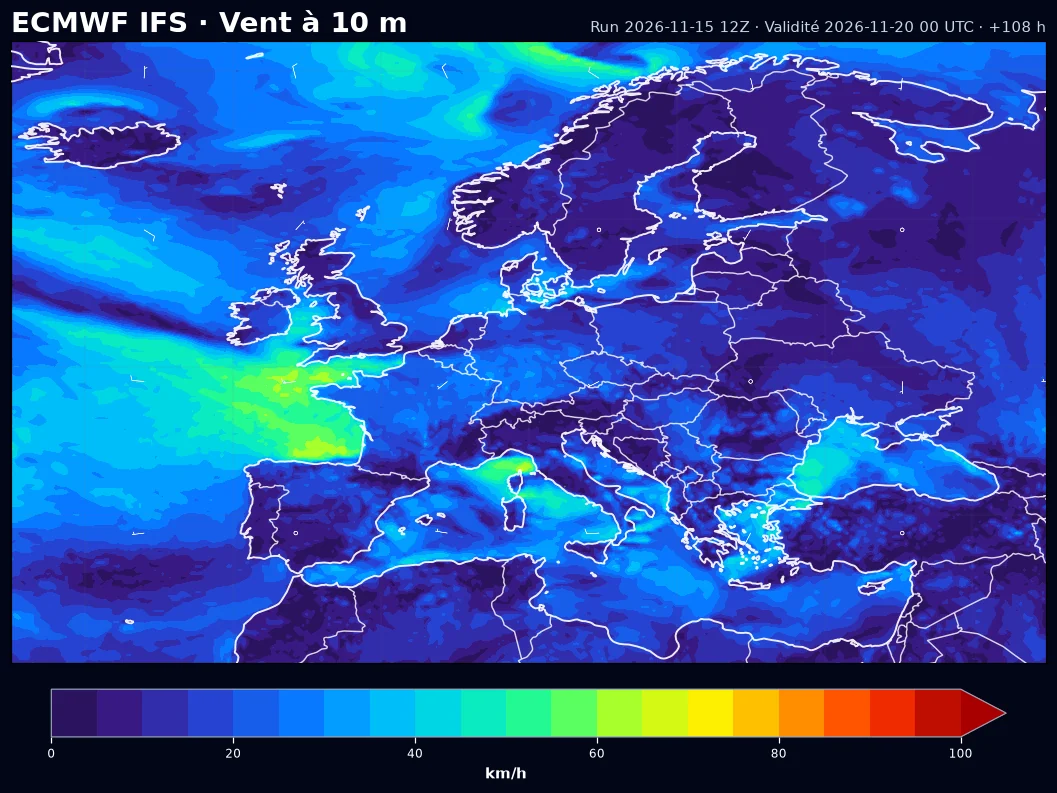 ECMWF IFS · Vent à 10 m
Run 2026-11-15 12Z · Validité 2026-11-20 00 UTC · +108 h
0 20 40 60 80 100
km/h